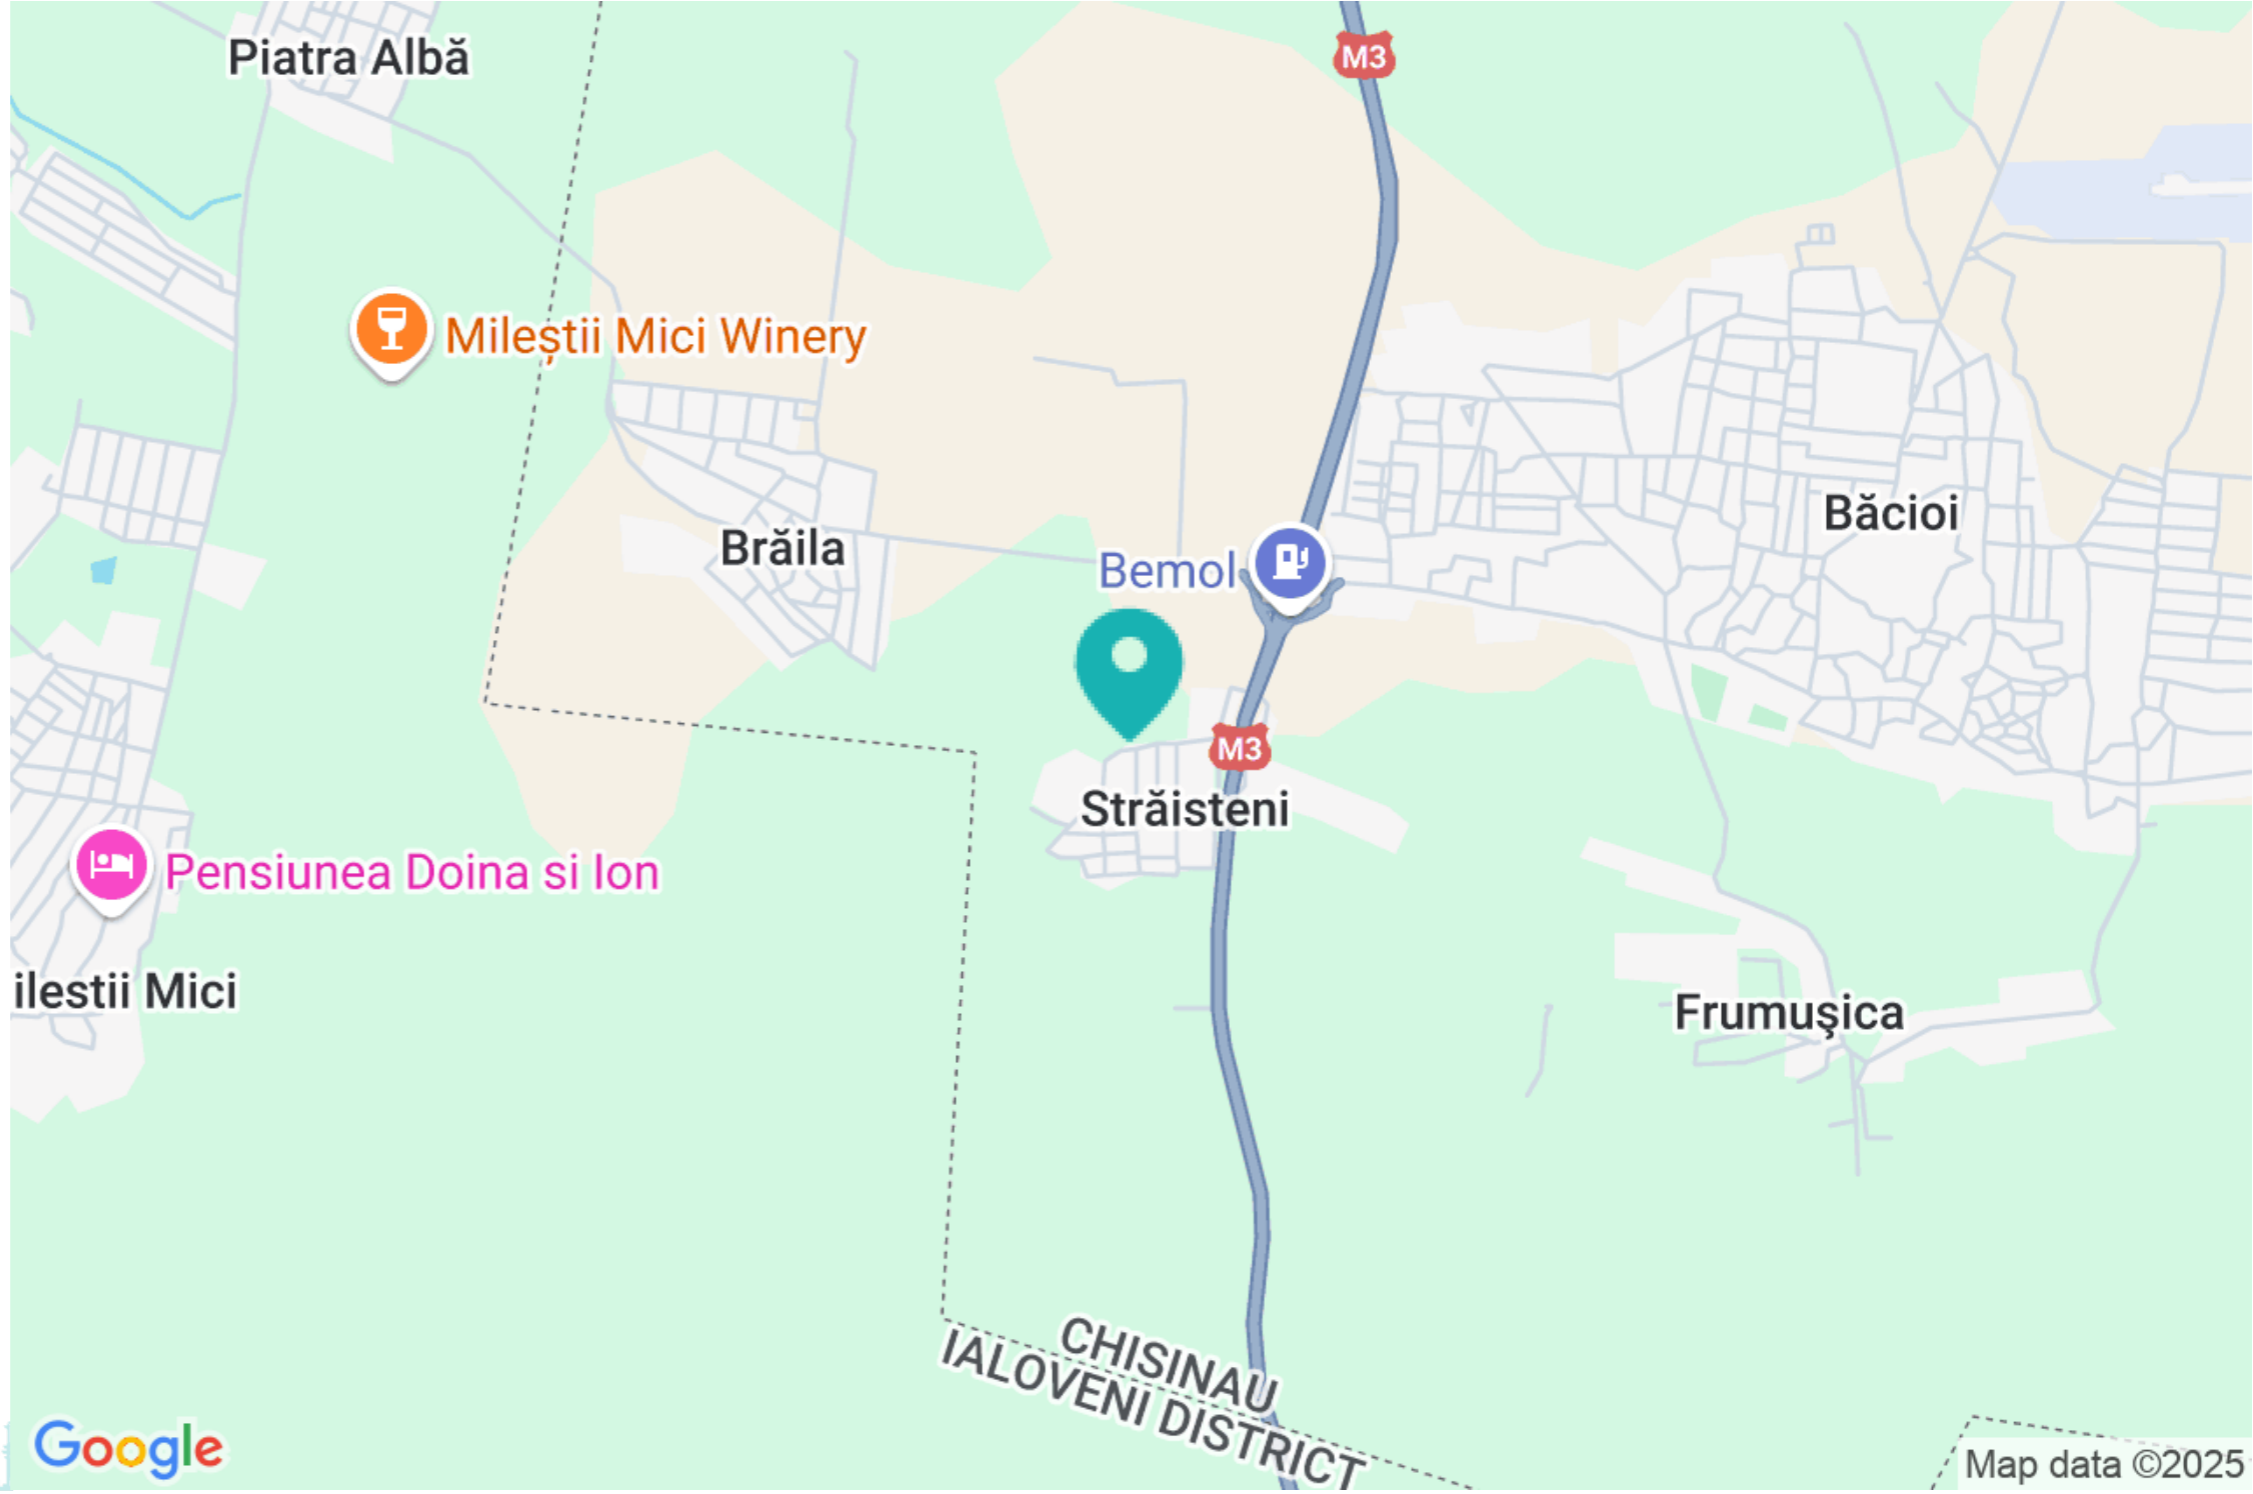 Piatra Albă
M3
Mileștii Mici Winery
Băcioi
Brăila
Bemol
M3
Străisteni
Pensiunea Doina si Ion
ilestii Mici
Frumuşica
CHISINAU
IALOVENI DISTRICT
Google
Map data ©2025